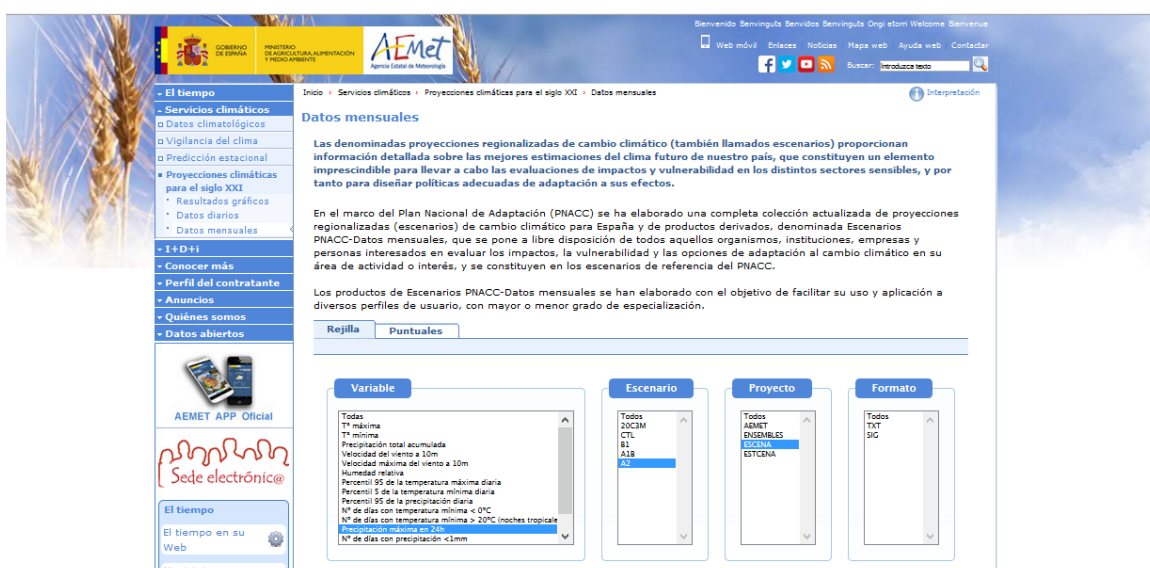 Bienvenido Benvinguts Benvidos Benvinguts Ongi etorri Welcome Bienvenue
GOBIERNO
DE ESPAÑA
MINISTERIO
DE AGRICULTURA, ALIMENTACIÓN
Y MEDIO AMBIENTE
AEMet
Agencia Estatal de Meteorología
Web móvil Enlaces Noticias Mapa web Ayuda web Contactar
Buscar: Introduzca texto
El tiempo
Servicios climáticos
Datos climatológicos
Vigilancia del clima
Predicción estacional
Proyecciones climáticas
para el siglo XXI
Resultados gráficos
Datos diarios
Datos mensuales
I+D+i
Conocer más
Perfil del contratante
Anuncios
Quiénes somos
Datos abiertos
AEMET APP Oficial
Sede electrónic@
El tiempo
El tiempo en su
Web
Inicio › Servicios climáticos › Proyecciones climáticas para el siglo XXI › Datos mensuales
Interpretación
Datos mensuales
Las denominadas proyecciones regionalizadas de cambio climático (también llamados escenarios) proporcionan
información detallada sobre las mejores estimaciones del clima futuro de nuestro país, que constituyen un elemento
imprescindible para llevar a cabo las evaluaciones de impactos y vulnerabilidad en los distintos sectores sensibles, y por
tanto para diseñar políticas adecuadas de adaptación a sus efectos.
En el marco del Plan Nacional de Adaptación (PNACC) se ha elaborado una completa colección actualizada de proyecciones
regionalizadas (escenarios) de cambio climático para España y de productos derivados, denominada Escenarios
PNACC-Datos mensuales, que se pone a libre disposición de todos aquellos organismos, instituciones, empresas y
personas interesados en evaluar los impactos, la vulnerabilidad y las opciones de adaptación al cambio climático en su
área de actividad o interés, y se constituyen en los escenarios de referencia del PNACC.
Los productos de Escenarios PNACC-Datos mensuales se han elaborado con el objetivo de facilitar su uso y aplicación a
diversos perfiles de usuario, con mayor o menor grado de especialización.
Rejilla Puntuales
Variable
Todas
Tª máxima
Tª mínima
Precipitación total acumulada
Velocidad del viento a 10m
Velocidad máxima del viento a 10m
Humedad relativa
Percentil 95 de la temperatura máxima diaria
Percentil 5 de la temperatura mínima diaria
Percentil 95 de la precipitación diaria
Nº de días con temperatura mínima < 0ºC
Nº de días con temperatura mínima > 20ºC (noches tropicale
Precipitación máxima en 24h
Nº de días con precipitación <1mm
Escenario
Todos
20C3M
CTL
B1
A1B
A2
Proyecto
Todos
AEMET
ENSEMBLES
ESCENA
ESTCENA
Formato
Todos
TXT
SIG